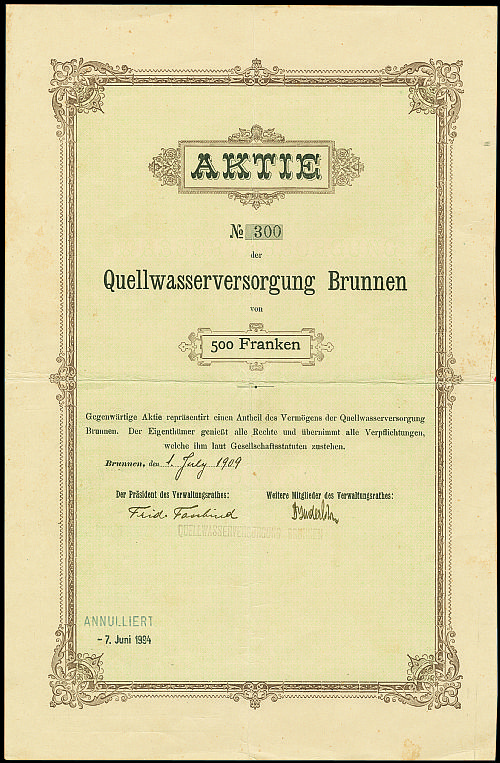 AKTIE
№ 300
der
Quellwasserversorgung Brunnen
von
500 Franken
Gegenwärtige Aktie repräsentirt einen Antheil des Vermögens der Quellwasserversorgung
Brunnen. Der Eigenthümer genießt alle Rechte und übernimmt alle Verpflichtungen,
welche ihm laut Gesellschaftsstatuten zustehen.
Brunnen, den 1. July 1909
Der Präsident des Verwaltungsrathes: Weitere Mitglieder des Verwaltungsrathes:
Frid. Fassbind
QUELLWASSERVERSORGUNG BRUNNEN
ANNULLIERT
- 7. Juni 1994